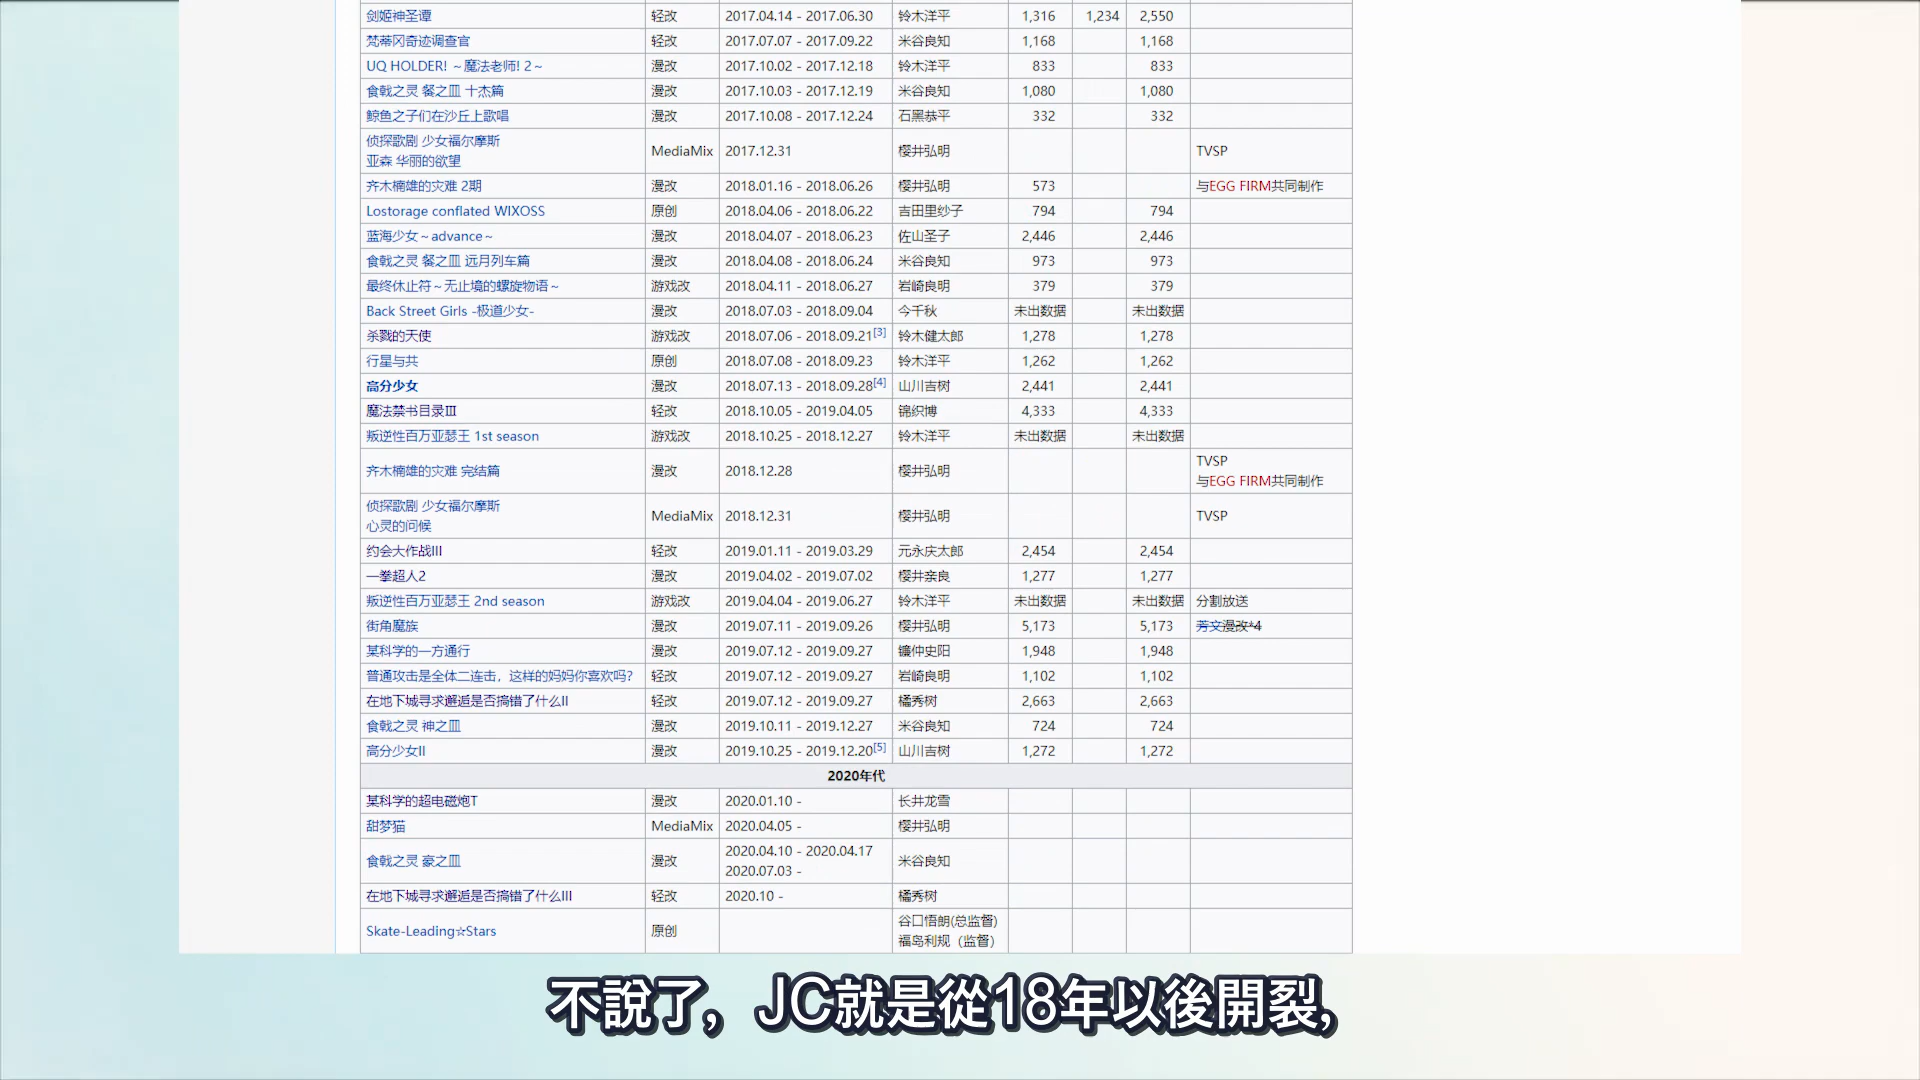 剑姬神圣谭 轻改 2017.04.14 - 2017.06.30 铃木洋平 1,316 1,234 2,550
梵蒂冈奇迹调查官 轻改 2017.07.07 - 2017.09.22 米谷良知 1,168 1,168
UQ HOLDER! ～魔法老师! 2～ 漫改 2017.10.02 - 2017.12.18 铃木洋平 833 833
食戟之灵 餐之皿 十杰篇 漫改 2017.10.03 - 2017.12.19 米谷良知 1,080 1,080
鲸鱼之子们在沙丘上歌唱 漫改 2017.10.08 - 2017.12.24 石黑恭平 332 332
侦探歌剧 少女福尔摩斯
亚森 华丽的欲望 MediaMix 2017.12.31 樱井弘明 TVSP
齐木楠雄的灾难 2期 漫改 2018.01.16 - 2018.06.26 樱井弘明 573 与EGG FIRM共同制作
Lostorage conflated WIXOSS 原创 2018.04.06 - 2018.06.22 吉田里纱子 794 794
蓝海少女～advance～ 漫改 2018.04.07 - 2018.06.23 佐山圣子 2,446 2,446
食戟之灵 餐之皿 远月列车篇 漫改 2018.04.08 - 2018.06.24 米谷良知 973 973
最终休止符～无止境的螺旋物语～ 游戏改 2018.04.11 - 2018.06.27 岩崎良明 379 379
Back Street Girls -极道少女- 漫改 2018.07.03 - 2018.09.04 今千秋 未出数据 未出数据
杀戮的天使 游戏改 2018.07.06 - 2018.09.21[3] 铃木健太郎 1,278 1,278
行星与共 原创 2018.07.08 - 2018.09.23 铃木洋平 1,262 1,262
高分少女 漫改 2018.07.13 - 2018.09.28[4] 山川吉树 2,441 2,441
魔法禁书目录Ⅲ 轻改 2018.10.05 - 2019.04.05 锦织博 4,333 4,333
叛逆性百万亚瑟王 1st season 游戏改 2018.10.25 - 2018.12.27 铃木洋平 未出数据 未出数据
齐木楠雄的灾难 完结篇 漫改 2018.12.28 樱井弘明 TVSP
与EGG FIRM共同制作
侦探歌剧 少女福尔摩斯
心灵的问候 MediaMix 2018.12.31 樱井弘明 TVSP
约会大作战III 轻改 2019.01.11 - 2019.03.29 元永庆太郎 2,454 2,454
一拳超人2 漫改 2019.04.02 - 2019.07.02 樱井亲良 1,277 1,277
叛逆性百万亚瑟王 2nd season 游戏改 2019.04.04 - 2019.06.27 铃木洋平 未出数据 未出数据 分割放送
街角魔族 漫改 2019.07.11 - 2019.09.26 樱井弘明 5,173 5,173 芳文漫改*4
某科学的一方通行 漫改 2019.07.12 - 2019.09.27 镰仲史阳 1,948 1,948
普通攻击是全体二连击，这样的妈妈你喜欢吗? 轻改 2019.07.12 - 2019.09.27 岩崎良明 1,102 1,102
在地下城寻求邂逅是否搞错了什么II 轻改 2019.07.12 - 2019.09.27 橘秀树 2,663 2,663
食戟之灵 神之皿 漫改 2019.10.11 - 2019.12.27 米谷良知 724 724
高分少女II 漫改 2019.10.25 - 2019.12.20[5] 山川吉树 1,272 1,272
2020年代
某科学的超电磁炮T 漫改 2020.01.10 - 长井龙雪
甜梦猫 MediaMix 2020.04.05 - 樱井弘明
食戟之灵 豪之皿 漫改 2020.04.10 - 2020.04.17
2020.07.03 - 米谷良知
在地下城寻求邂逅是否搞错了什么III 轻改 2020.10 - 橘秀树
Skate-Leading☆Stars 原创 谷口悟朗(总监督)
福岛利规（监督）
不說了，JC就是從18年以後開裂,